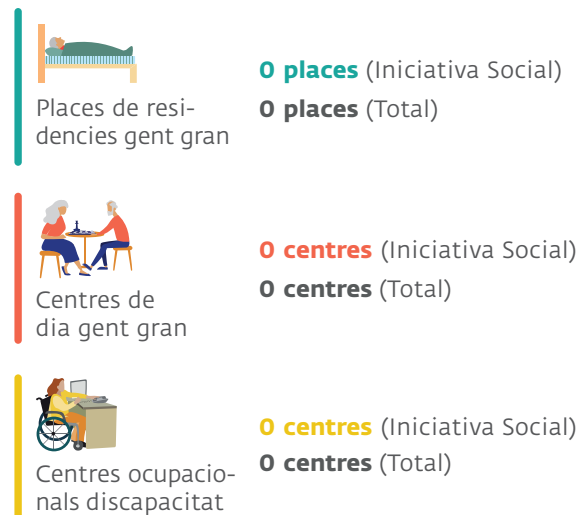 Places de resi-
dencies gent gran
0 places (Iniciativa Social)
0 places (Total)
Centres de
dia gent gran
0 centres (Iniciativa Social)
0 centres (Total)
Centres ocupacio-
nals discapacitat
0 centres (Iniciativa Social)
0 centres (Total)